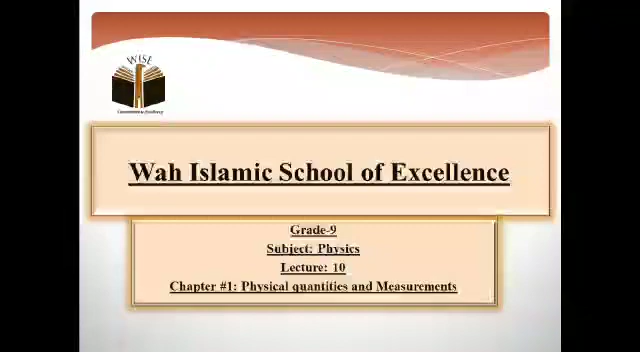 WISE
Wah Islamic School of Excellence
Grade-9
Subject: Physics
Lecture: 10
Chapter #1: Physical quantities and Measurements